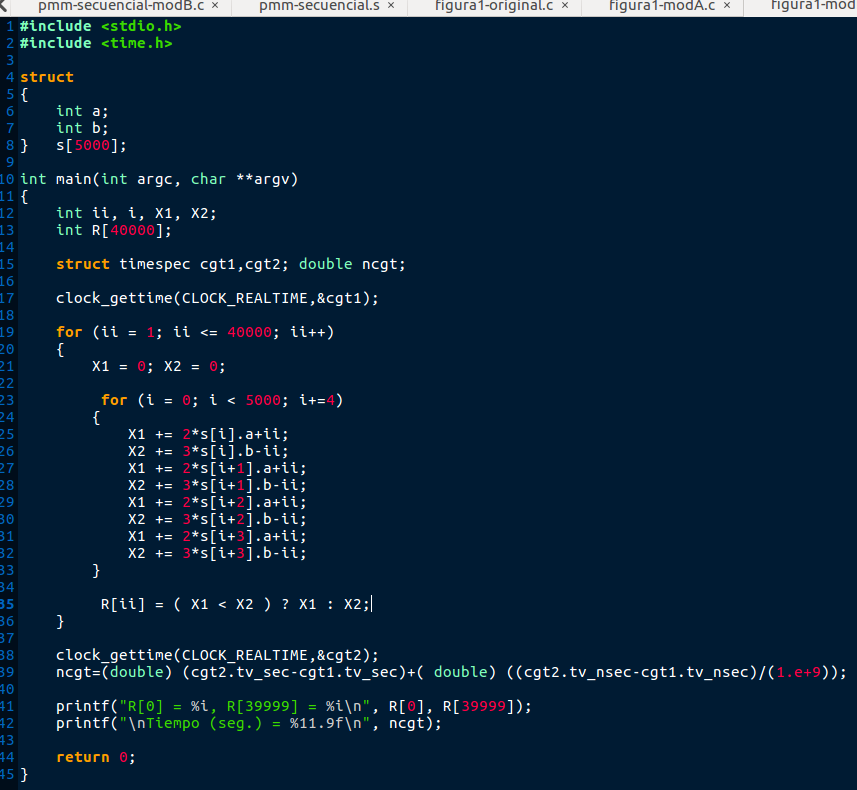 pmm-secuencial-modB.c × pmm-secuencial.s × figura1-original.c × figura1-modA.c × figura1-mod
1 #include <stdio.h>
2 #include <time.h>
3
4 struct
5 {
6     int a;
7     int b;
8 }   s[5000];
9
10 int main(int argc, char **argv)
11 {
12     int ii, i, X1, X2;
13     int R[40000];
14
15     struct timespec cgt1,cgt2; double ncgt;
16
17     clock_gettime(CLOCK_REALTIME,&cgt1);
18
19     for (ii = 1; ii <= 40000; ii++)
20     {
21         X1 = 0; X2 = 0;
22
23          for (i = 0; i < 5000; i+=4)
24         {
25             X1 += 2*s[i].a+ii;
26             X2 += 3*s[i].b-ii;
27             X1 += 2*s[i+1].a+ii;
28             X2 += 3*s[i+1].b-ii;
29             X1 += 2*s[i+2].a+ii;
30             X2 += 3*s[i+2].b-ii;
31             X1 += 2*s[i+3].a+ii;
32             X2 += 3*s[i+3].b-ii;
33         }
34
35          R[ii] = ( X1 < X2 ) ? X1 : X2;
36     }
37
38     clock_gettime(CLOCK_REALTIME,&cgt2);
39     ncgt=(double) (cgt2.tv_sec-cgt1.tv_sec)+( double) ((cgt2.tv_nsec-cgt1.tv_nsec)/(1.e+9));
40
41     printf("R[0] = %i, R[39999] = %i\n", R[0], R[39999]);
42     printf("\nTiempo (seg.) = %11.9f\n", ncgt);
43
44     return 0;
45 }